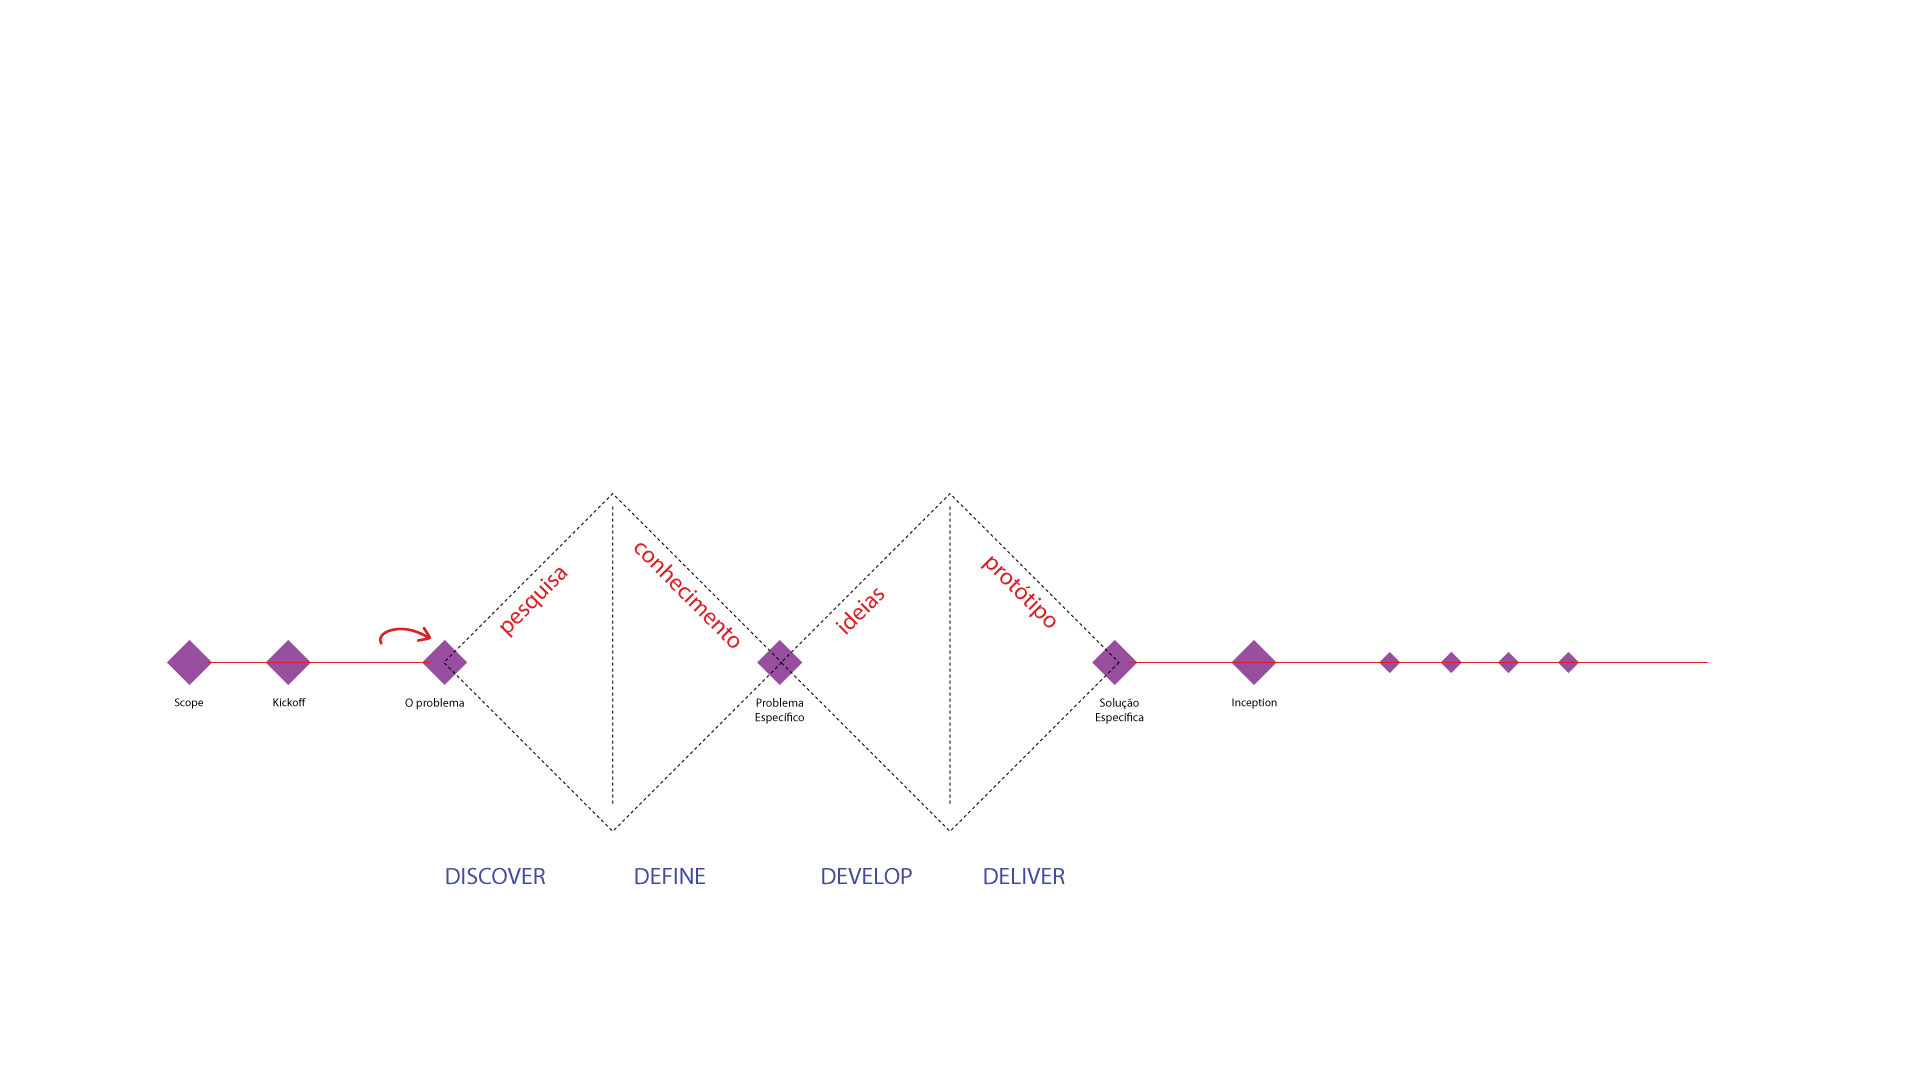 pesquisa
conhecimento
ideias
protótipo
Scope
Kickoff
O problema
Problema
Específico
Solução
Específica
Inception
DISCOVER
DEFINE
DEVELOP
DELIVER